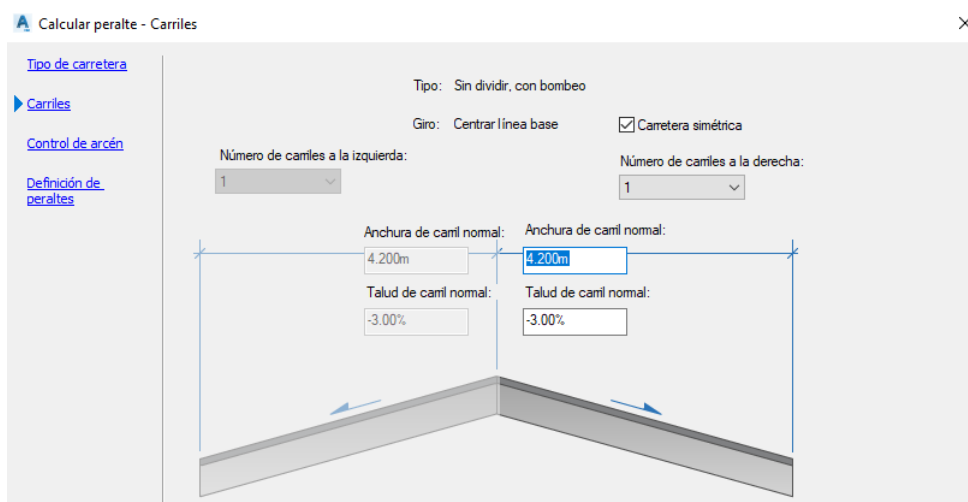 Calcular peralte - Carriles
Tipo de carretera
Carriles
Control de arcén
Definición de
peraltes
Tipo: Sin dividir, con bombeo
Giro: Centrar línea base
Carretera simétrica
Número de carriles a la izquierda:
1
Número de carriles a la derecha:
1
Anchura de carril normal:
4.200m
Anchura de carril normal:
4.200m
Talud de carril normal:
-3.00%
Talud de carril normal:
-3.00%